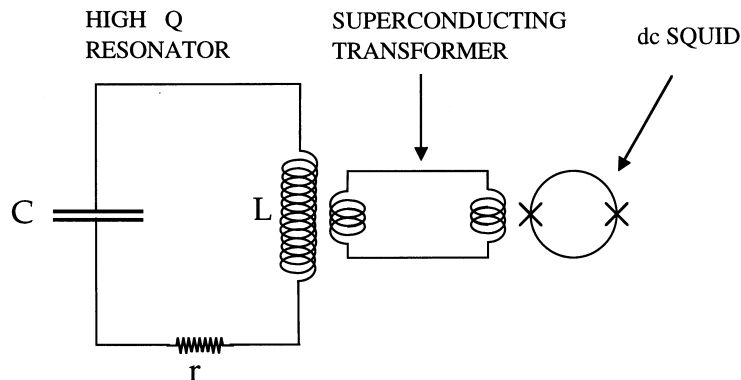 HIGH Q
RESONATOR
SUPERCONDUCTING
TRANSFORMER
dc SQUID
C
L
r